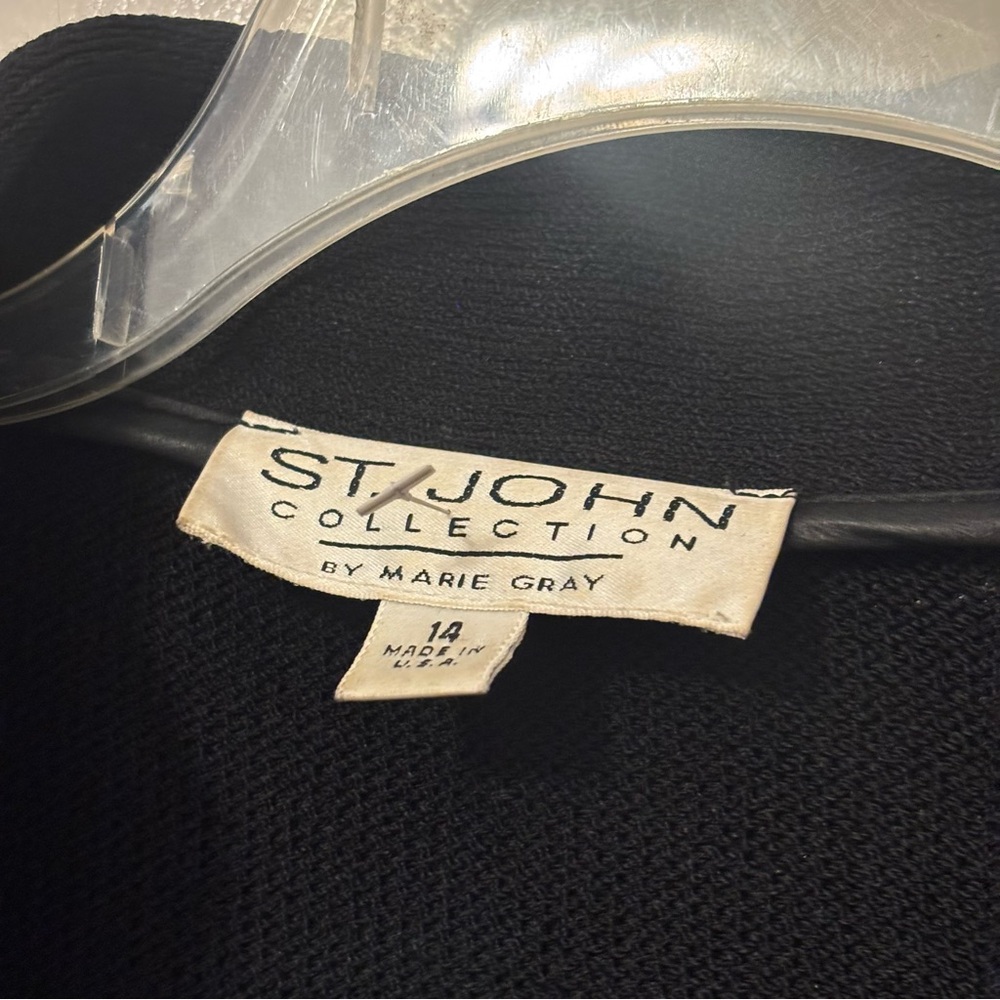 ST. JOHN
COLLECTION
BY MARIE GRAY
14
MADE IN
U.S.A.